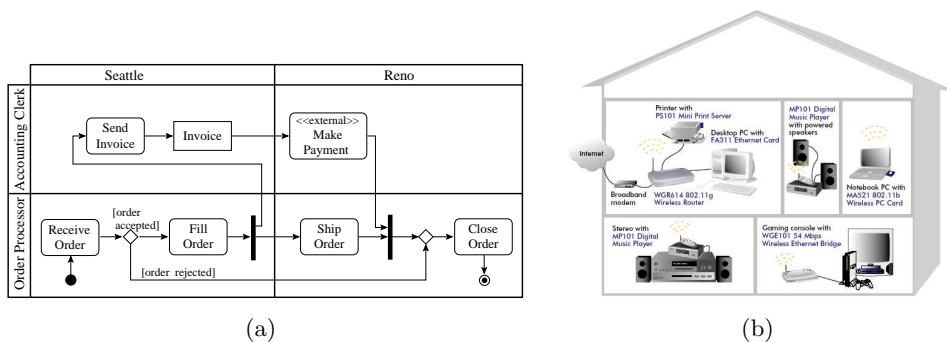 Seattle
Reno
Accounting Clerk
Send
Invoice
Invoice
<<external>>
Make
Payment
Order Processor
Receive
Order
[order
accepted]
Fill
Order
Ship
Order
Close
Order
[order rejected]
(a)
Printer with
PS101 Mini Print Server
Desktop PC with
FA311 Ethernet Card
Internet
Broadband
modem
WGR614 802.11g
Wireless Router
MP101 Digital
Music Player
with powered
speakers
Notebook PC with
MA521 802.11b
Wireless PC Card
Stereo with
MP101 Digital
Music Player
Gaming console with
WGE101 54 Mbps
Wireless Ethernet Bridge
(b)